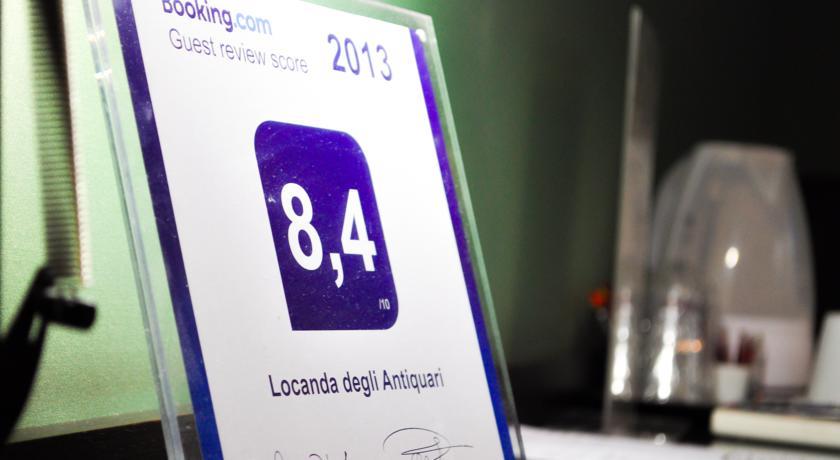 Booking.com
Guest review score 2013
8,4
/10
Locanda degli Antiquari